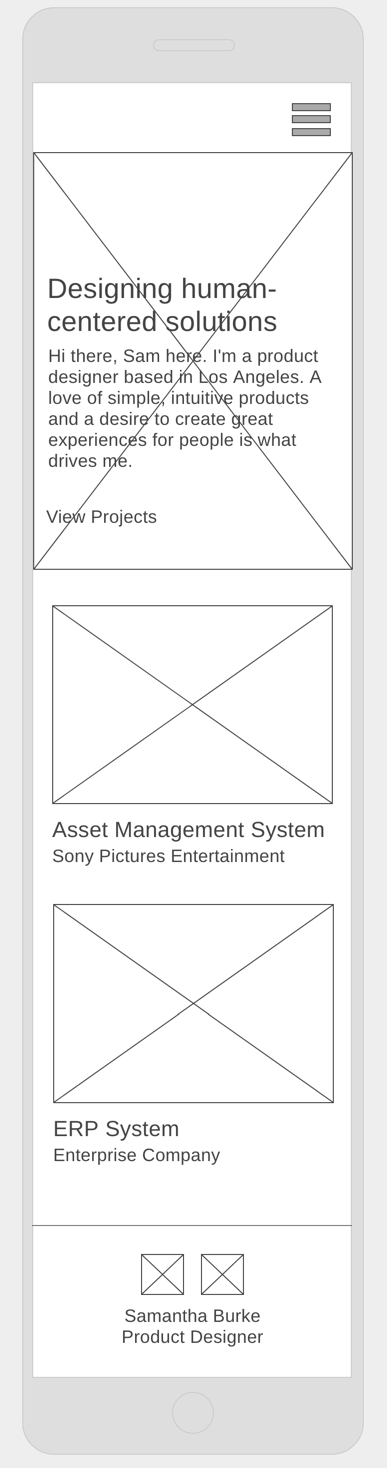 Designing human-
centered solutions
Hi there, Sam here. I'm a product
designer based in Los Angeles. A
love of simple, intuitive products
and a desire to create great
experiences for people is what
drives me.
View Projects
Asset Management System
Sony Pictures Entertainment
ERP System
Enterprise Company
Samantha Burke
Product Designer